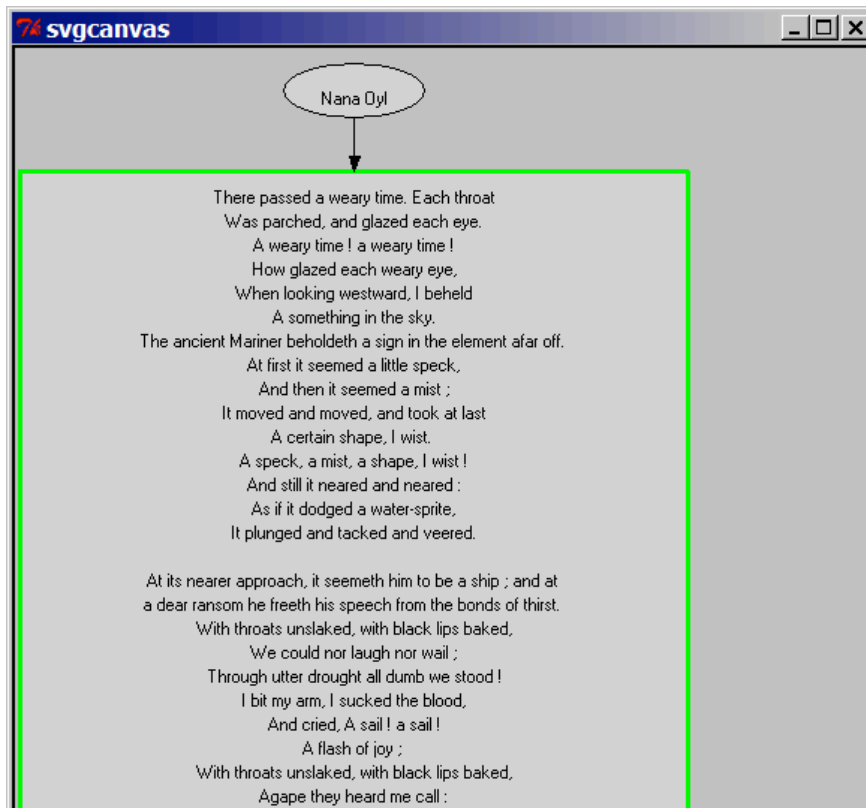 svgcanvas
Nana Oyl
There passed a weary time. Each throat
Was parched, and glazed each eye.
A weary time ! a weary time !
How glazed each weary eye,
When looking westward, I beheld
A something in the sky.
The ancient Mariner beholdeth a sign in the element afar off.
At first it seemed a little speck,
And then it seemed a mist ;
It moved and moved, and took at last
A certain shape, I wist.
A speck, a mist, a shape, I wist !
And still it neared and neared :
As if it dodged a water-sprite,
It plunged and tacked and veered.
At its nearer approach, it seemeth him to be a ship ; and at
a dear ransom he freeth his speech from the bonds of thirst.
With throats unslaked, with black lips baked,
We could nor laugh nor wail ;
Through utter drought all dumb we stood !
I bit my arm, I sucked the blood,
And cried, A sail ! a sail !
A flash of joy ;
With throats unslaked, with black lips baked,
Agape they heard me call :